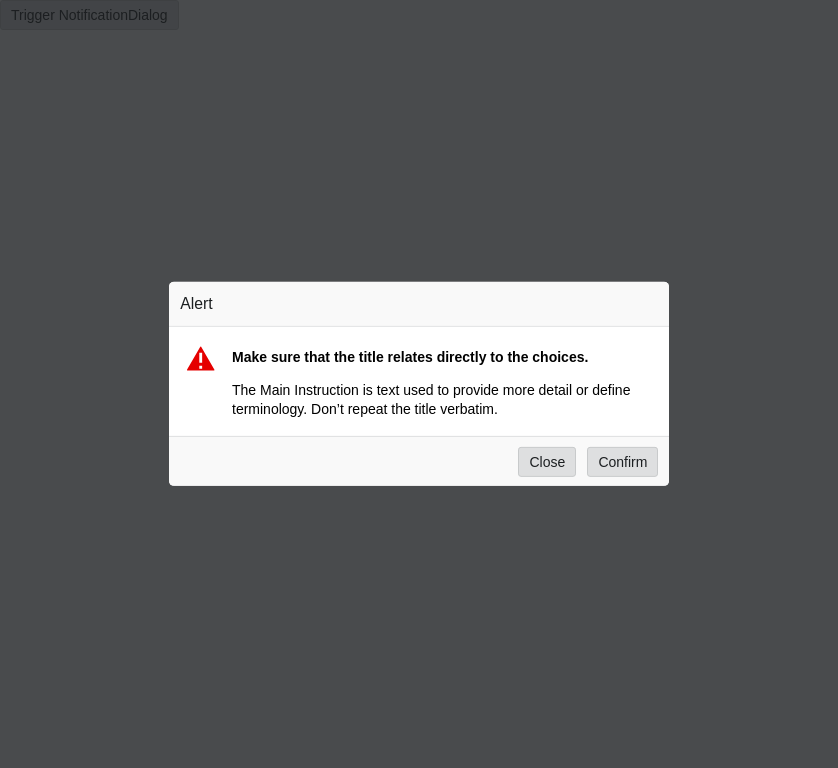 Trigger NotificationDialog
Alert
Make sure that the title relates directly to the choices.
The Main Instruction is text used to provide more detail or define
terminology. Don’t repeat the title verbatim.
Close Confirm